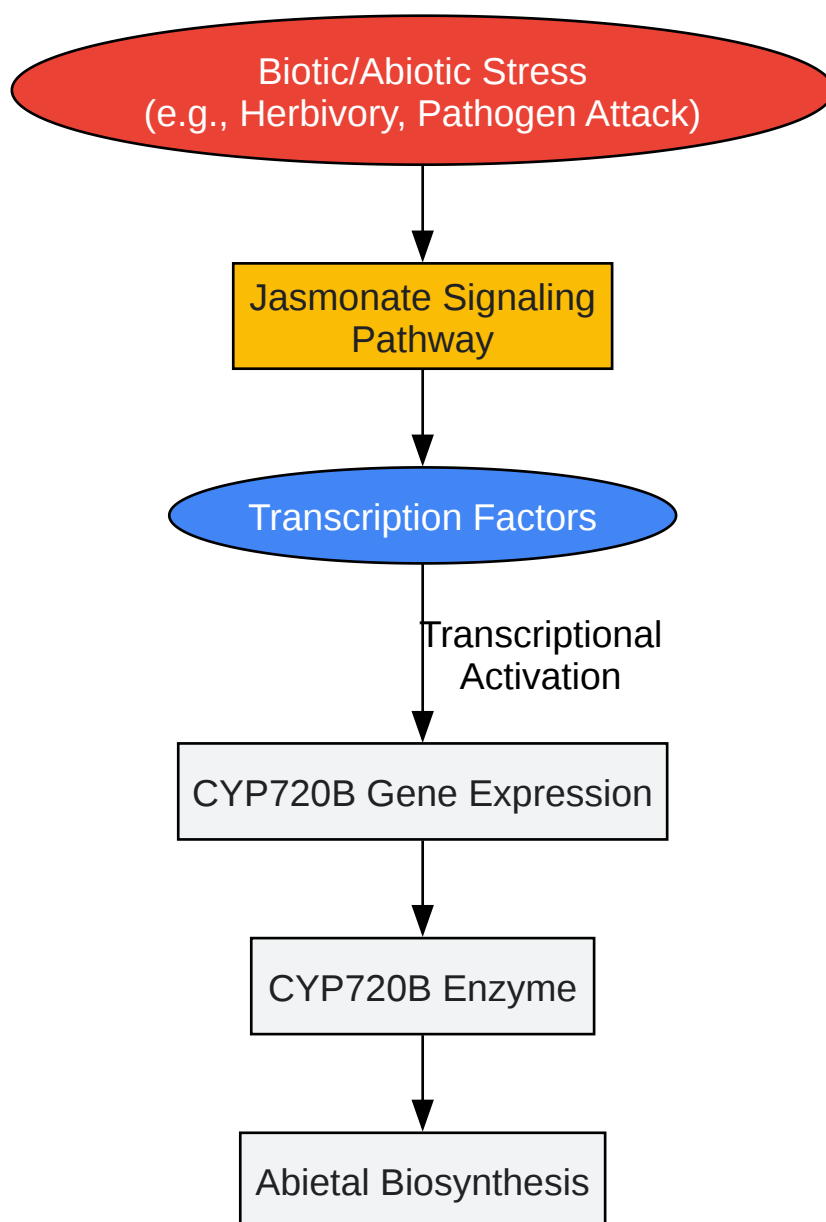 Biotic/Abiotic Stress
(e.g., Herbivory, Pathogen Attack)
Jasmonate Signaling
Pathway
Transcription Factors
Transcriptional
Activation
CYP720B Gene Expression
CYP720B Enzyme
Abietal Biosynthesis